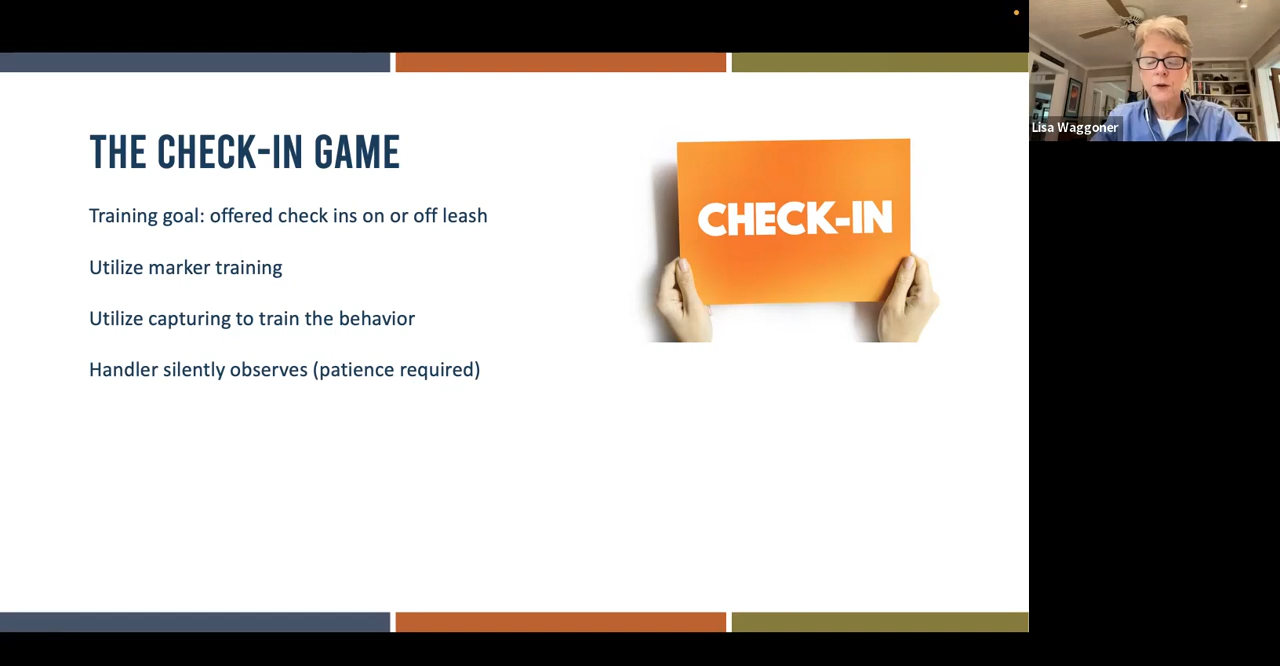 THE CHECK-IN GAME
Training goal: offered check ins on or off leash
Utilize marker training
Utilize capturing to train the behavior
Handler silently observes (patience required)
CHECK-IN
Lisa Waggoner